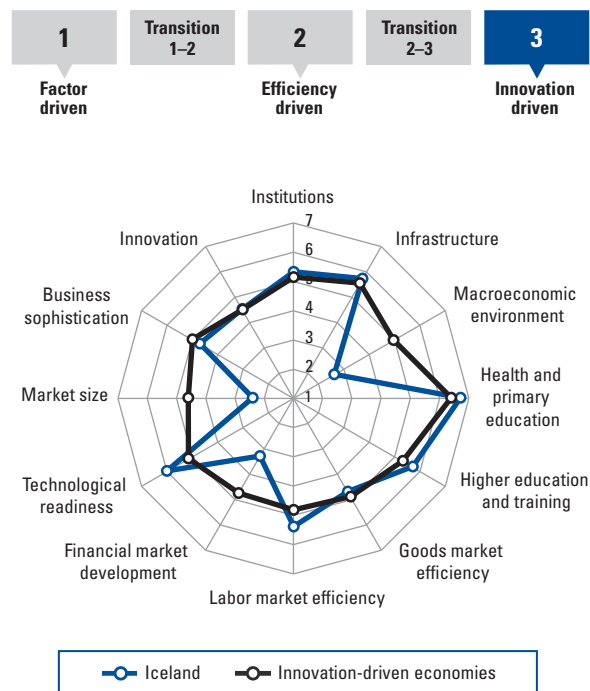 1
Transition
1–2
2
Transition
2–3
3
Factor
driven
Efficiency
driven
Innovation
driven
Institutions
7
Innovation
6
Infrastructure
5
Business
sophistication
4
Macroeconomic
environment
3
2
Market size
1
Health and
primary
education
Technological
readiness
Higher education
and training
Financial market
development
Goods market
efficiency
Labor market efficiency
Iceland
Innovation-driven economies